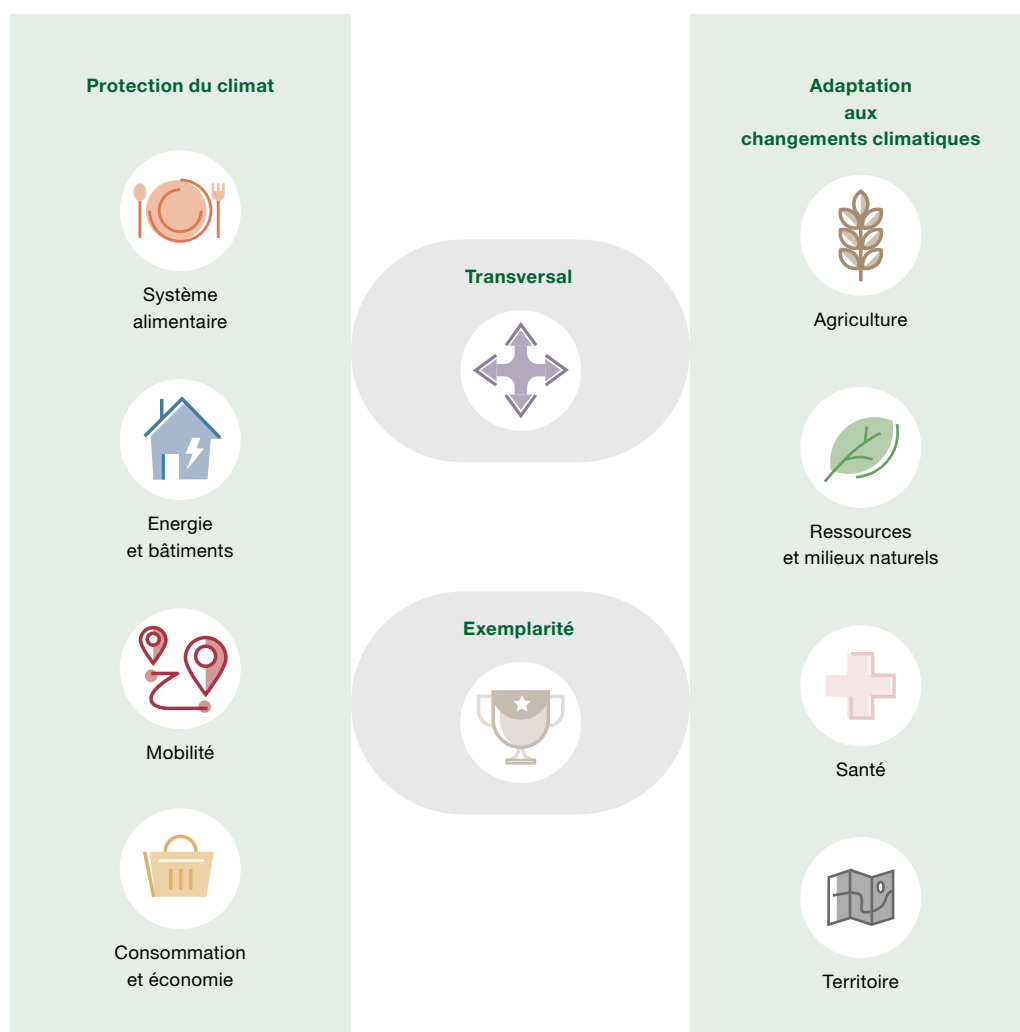 Protection du climat
Système
alimentaire
Energie
et bâtiments
Mobilité
Consommation
et économie
Transversal
Exemplarité
Adaptation
aux
changements climatiques
Agriculture
Ressources
et milieux naturels
Santé
Territoire